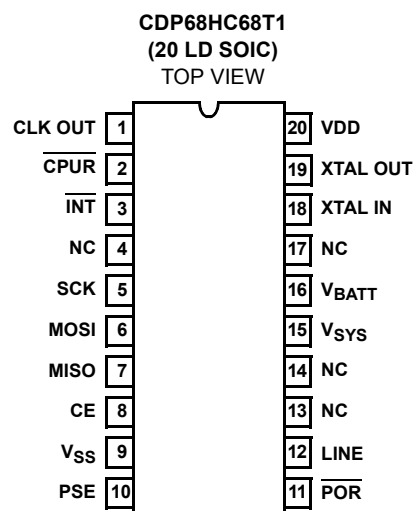 CDP68HC68T1
(20 LD SOIC)
TOP VIEW
CLK OUT 1 20 VDD
CPUR 2 19 XTAL OUT
INT 3 18 XTAL IN
NC 4 17 NC
SCK 5 16 VBATT
MOSI 6 15 VSYS
MISO 7 14 NC
CE 8 13 NC
VSS 9 12 LINE
PSE 10 11 POR